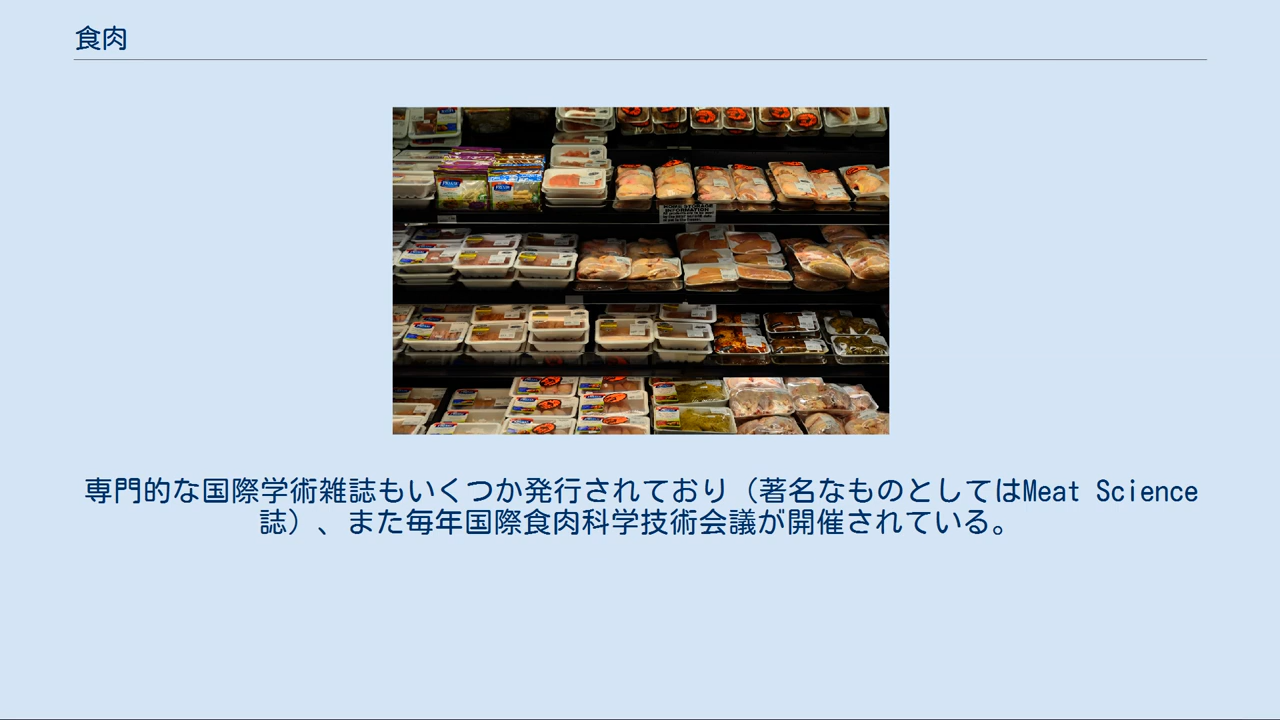 食肉
専門的な国際学術雑誌もいくつか発行されており（著名なものとしてはMeat Science
誌）、また毎年国際食肉科学技術会議が開催されている。